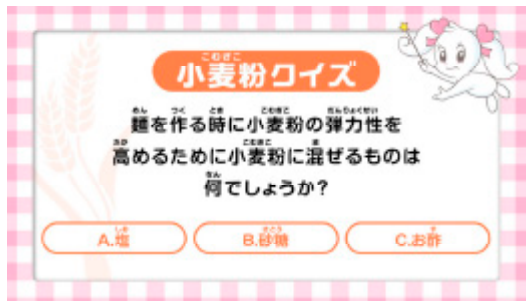 小麦粉クイズ
麺を作る時に小麦粉の弾力性を
高めるために小麦粉に混ぜるものは
何でしょうか?
A.塩
B.砂糖
C.お酢